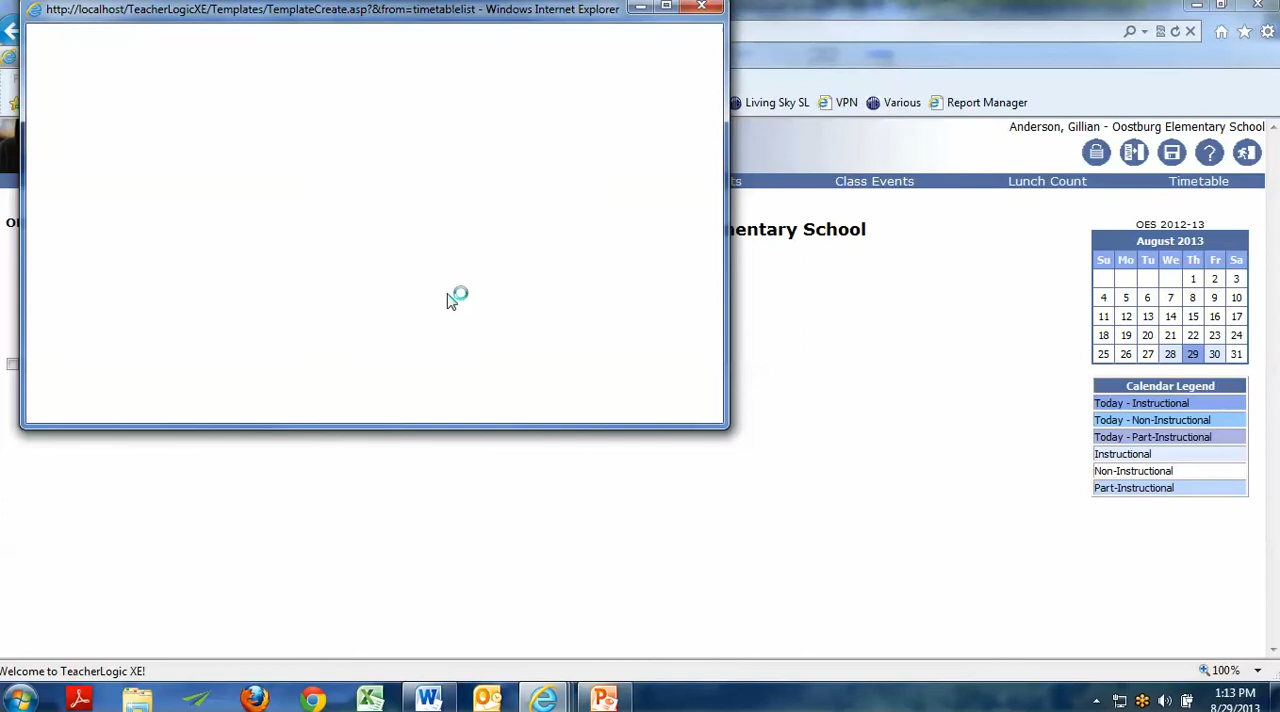 http://localhost/TeacherLogicXE/Templates/TemplateCreate.asp?&from=timetablelist - Windows Internet Explorer
Living Sky SL VPN Various Report Manager
Anderson, Gillian - Oostburg Elementary School
ts Class Events Lunch Count Timetable
mentary School
OES 2012-13
August 2013
Su Mo Tu We Th Fr Sa
1 2 3
4 5 6 7 8 9 10
11 12 13 14 15 16 17
18 19 20 21 22 23 24
25 26 27 28 29 30 31
Calendar Legend
Today - Instructional
Today - Non-Instructional
Today - Part-Instructional
Instructional
Non-Instructional
Part-Instructional
Welcome to TeacherLogic XE!
100%
1:13 PM
8/29/2013